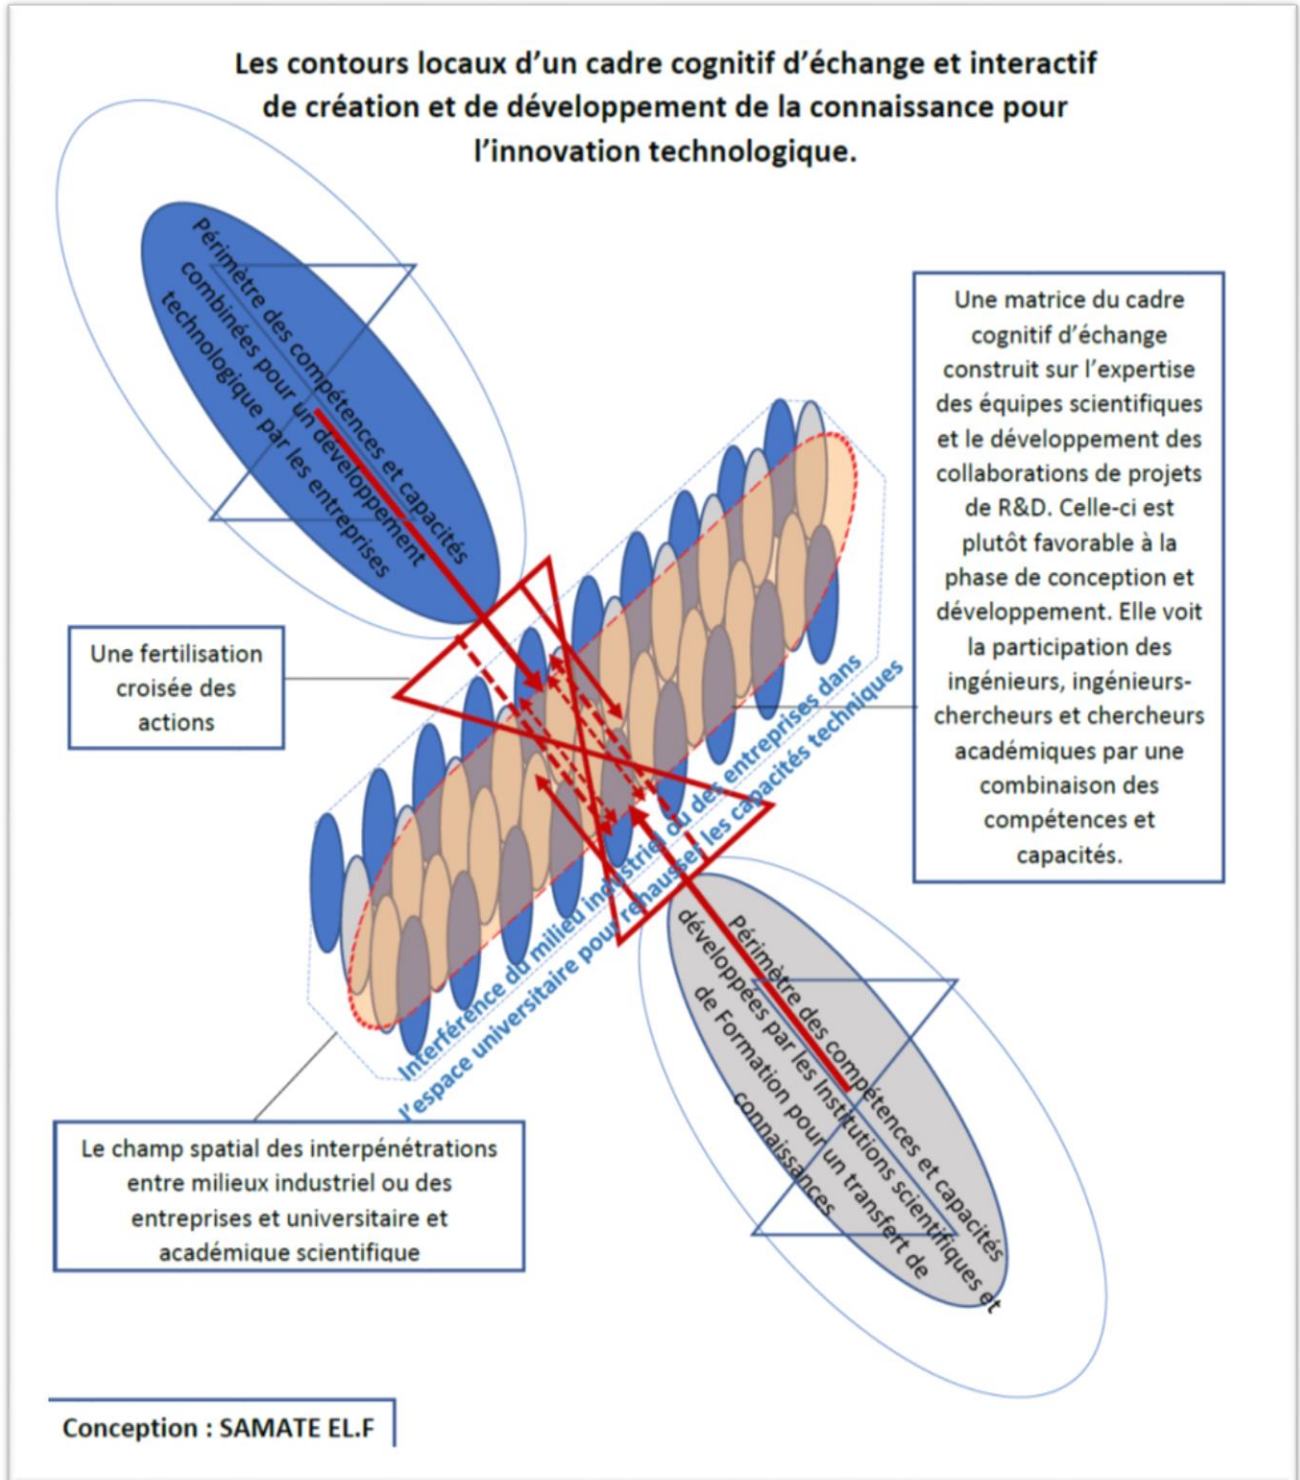 Les contours locaux d’un cadre cognitif d’échange et interactif
de création et de développement de la connaissance pour
l’innovation technologique.
Périmètre des compétences et capacités
combinées pour un développement
technologique par les entreprises
Une matrice du cadre
cognitif d’échange
construit sur l’expertise
des équipes scientifiques
et le développement des
collaborations de projets
de R&D. Celle-ci est
plutôt favorable à la
phase de conception et
développement. Elle voit
la participation des
ingénieurs, ingénieurs-
chercheurs et chercheurs
académiques par une
combinaison des
compétences et
capacités.
Une fertilisation
croisée des
actions
Interférence du milieu industriel ou des entreprises dans
l’espace universitaire pour rehausser les capacités techniques
Périmètre des compétences et capacités
développées par les Institutions scientifiques et
de Formation pour un transfert de
connaissances
Le champ spatial des interpénétrations
entre milieux industriel ou des
entreprises et universitaire et
académique scientifique
Conception : SAMATE EL.F